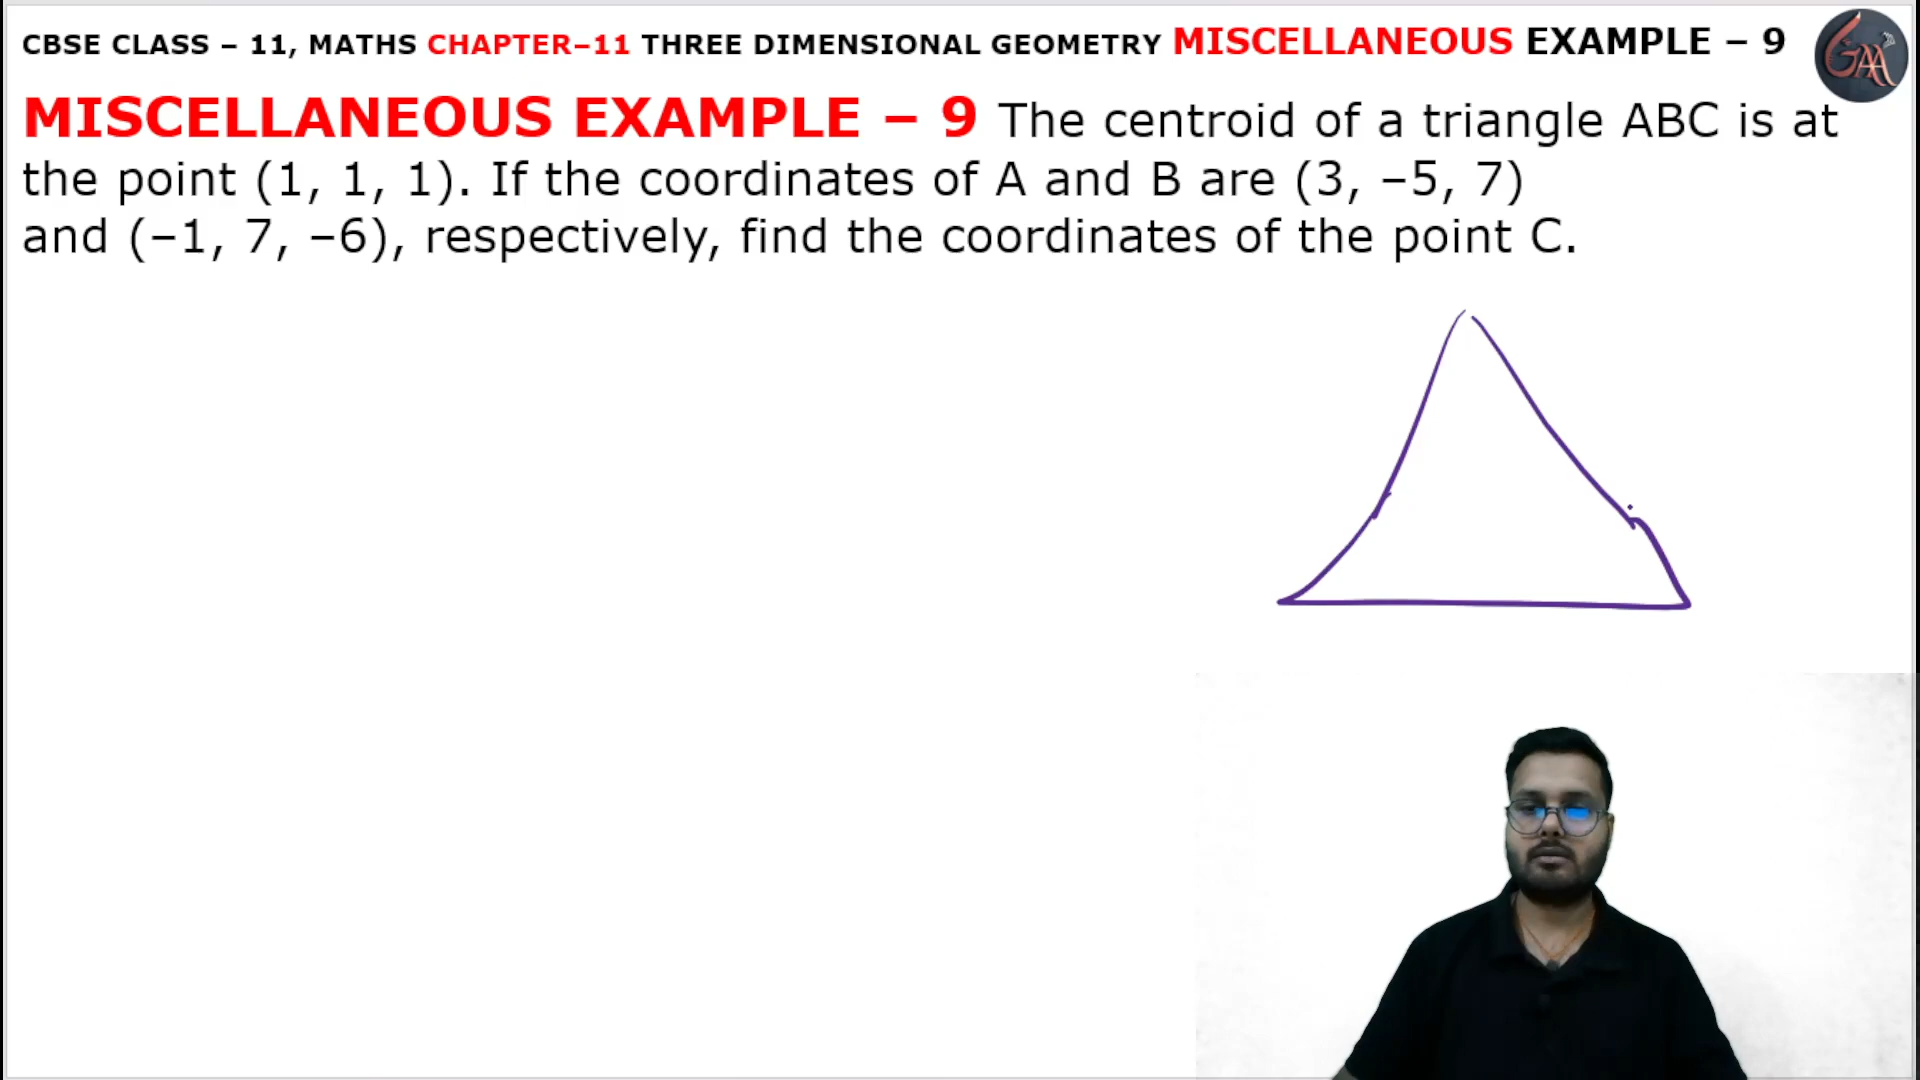 CBSE CLASS – 11, MATHS CHAPTER–11 THREE DIMENSIONAL GEOMETRY MISCELLANEOUS EXAMPLE – 9
MISCELLANEOUS EXAMPLE – 9 The centroid of a triangle ABC is at
the point (1, 1, 1). If the coordinates of A and B are (3, –5, 7)
and (–1, 7, –6), respectively, find the coordinates of the point C.